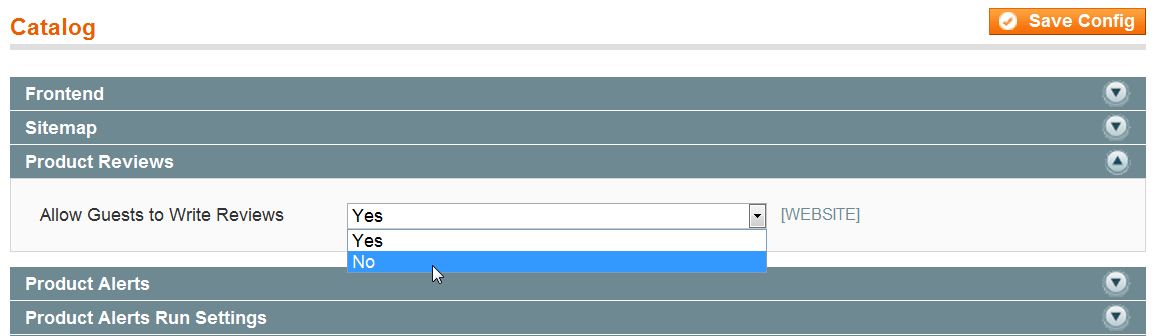 Catalog
Save Config
Frontend
Sitemap
Product Reviews
Allow Guests to Write Reviews Yes [WEBSITE]
Yes
No
Product Alerts
Product Alerts Run Settings